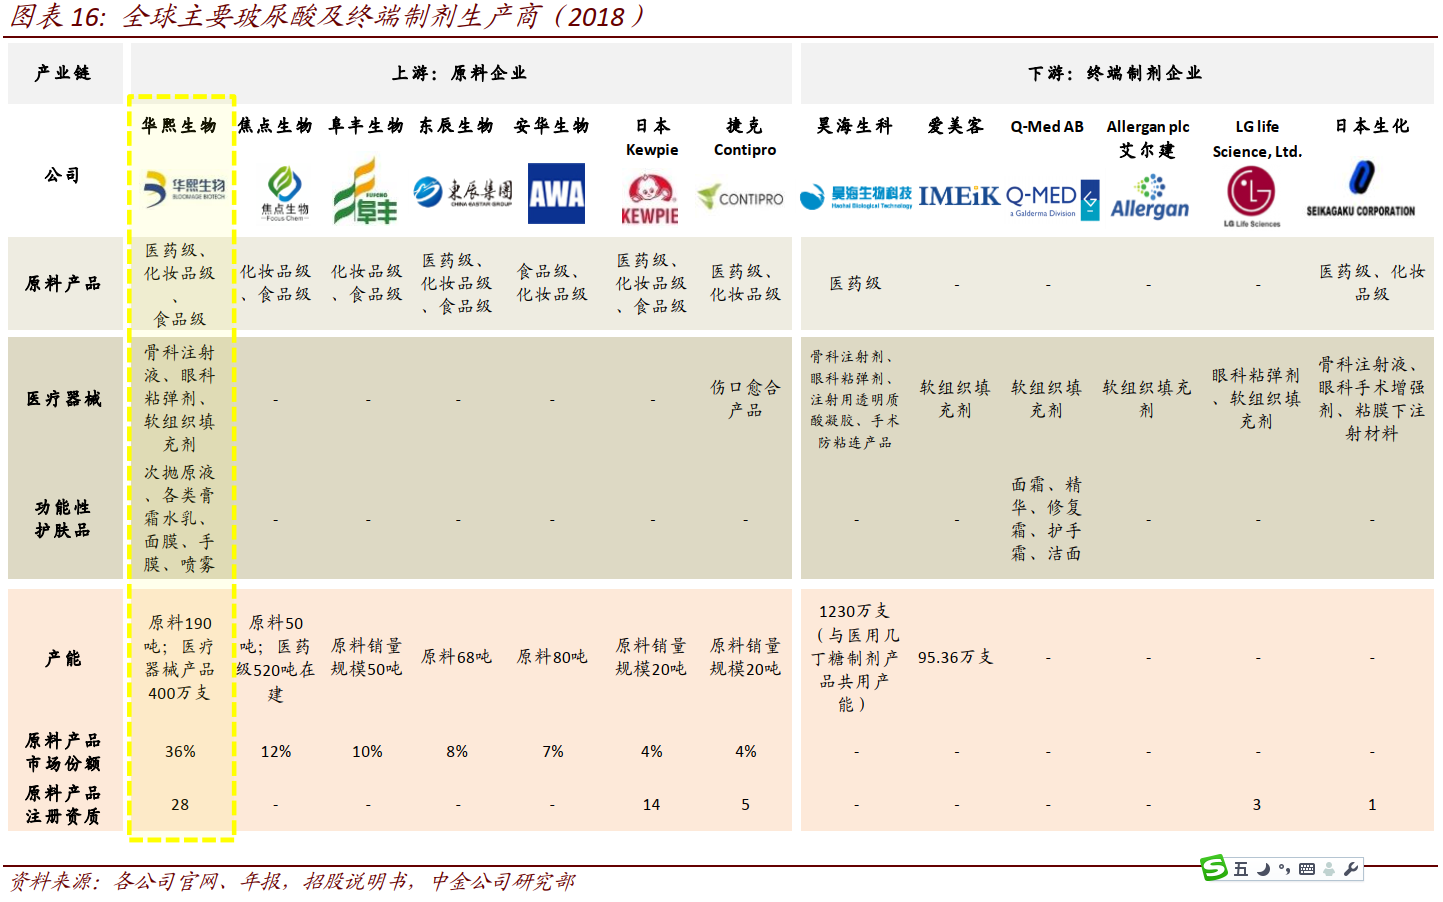 图表 16: 全球主要玻尿酸及终端制剂生产商（2018）
产业链
上游：原料企业
下游：终端制剂企业
公司
华熙生物
焦点生物
阜丰生物
东辰生物
安华生物
日本
Kewpie
捷克
Contipro
昊海生科
爱美客
Q-Med AB
Allergan plc
艾尔建
LG life
Science, Ltd.
日本生化
华熙生物
BLOOMAGE BIOTECH
焦点生物
Focus Chem
FUFENG
阜丰
东辰集团
CHINA EASTAR GROUP
AWA
KEWPIE
CONTIPRO
昊海生物科技
Haohai Biological Technology
IMEiK
Q-MED
a Galderma Division
Allergan
LG
LG Life Sciences
SEIKAGAKU CORPORATION
原料产品
医药级、
化妆品级
、
食品级
化妆品级
、食品级
化妆品级
、食品级
医药级、
化妆品级
、食品级
食品级、
化妆品级
医药级、
化妆品级
、食品级
医药级、
化妆品级
医药级
-
-
-
-
医药级、化妆
品级
医疗器械
骨科注射
液、眼科
粘弹剂、
软组织填
充剂
-
-
-
-
-
伤口愈合
产品
骨科注射剂、
眼科粘弹剂、
注射用透明质
酸凝胶、手术
防粘连产品
软组织填
充剂
软组织填
充剂
软组织填充
剂
眼科粘弹剂
、软组织填
充剂
骨科注射液、
眼科手术增强
剂、粘膜下注
射材料
功能性
护肤品
次抛原液
、各类膏
霜水乳、
面膜、手
膜、喷雾
-
-
-
-
-
-
-
-
面霜、精
华、修复
霜、护手
霜、洁面
-
-
-
产能
原料190
吨；医疗
器械产品
400万支
原料50
吨；医药
级520吨在
建
原料销量
规模50吨
原料68吨
原料80吨
原料销量
规模20吨
原料销量
规模20吨
1230万支
（与医用几
丁糖制剂产
品共用产
能）
95.36万支
-
-
-
-
原料产品
市场份额
36%
12%
10%
8%
7%
4%
4%
-
-
-
-
-
-
原料产品
注册资质
28
-
-
-
-
14
5
-
-
-
-
3
1
资料来源：各公司官网、年报，招股说明书，中金公司研究部
S
五